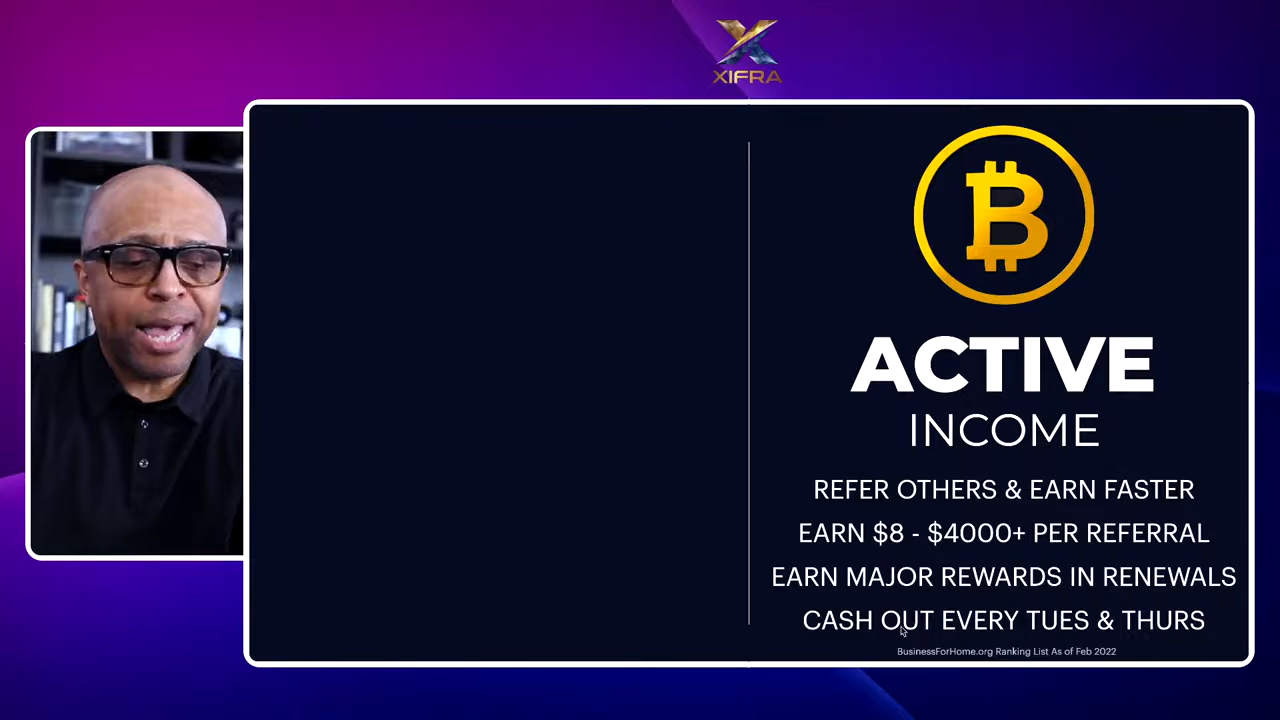 XIFRA
ACTIVE
INCOME
REFER OTHERS & EARN FASTER
EARN $8 - $4000+ PER REFERRAL
EARN MAJOR REWARDS IN RENEWALS
CASH OUT EVERY TUES & THURS
BusinessForHome.org Ranking List As of Feb 2022